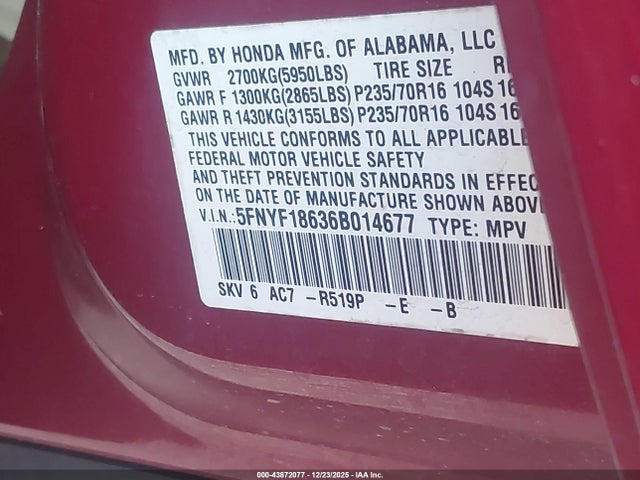 MFD. BY HONDA MFG. OF ALABAMA, LLC
GVWR 2700KG(5950LBS) TIRE SIZE
GAWR F 1300KG(2865LBS) P235/70R16 104S 16
GAWR R 1430KG(3155LBS) P235/70R16 104S 16
THIS VEHICLE CONFORMS TO ALL APPLICABLE
FEDERAL MOTOR VEHICLE SAFETY
AND THEFT PREVENTION STANDARDS IN EFFEC
ON THE DATE OF MANUFACTURE SHOWN ABOV
V.I.N.: 5FNYF18636B014677 TYPE: MPV
SKV 6 AC7 -R519P -E -B
000-43872077 - 12/23/2025 - IAA Inc.